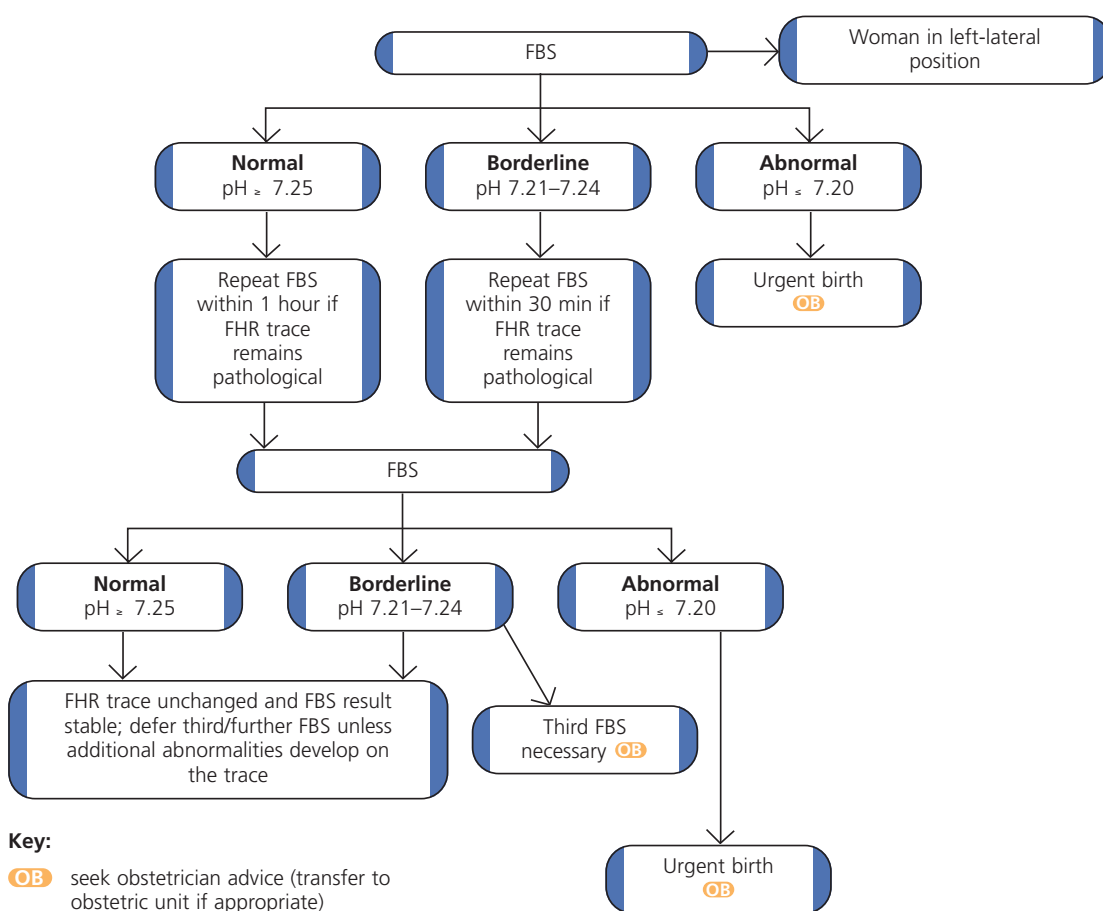 FBS
Woman in left-lateral
position
Normal
pH ≥ 7.25
Borderline
pH 7.21–7.24
Abnormal
pH ≤ 7.20
Repeat FBS
within 1 hour if
FHR trace
remains
pathological
Repeat FBS
within 30 min if
FHR trace
remains
pathological
Urgent birth
OB
FBS
Normal
pH ≥ 7.25
Borderline
pH 7.21–7.24
Abnormal
pH ≤ 7.20
FHR trace unchanged and FBS result
stable; defer third/further FBS unless
additional abnormalities develop on
the trace
Third FBS
necessary OB
Urgent birth
OB
Key:
OB seek obstetrician advice (transfer to
obstetric unit if appropriate)